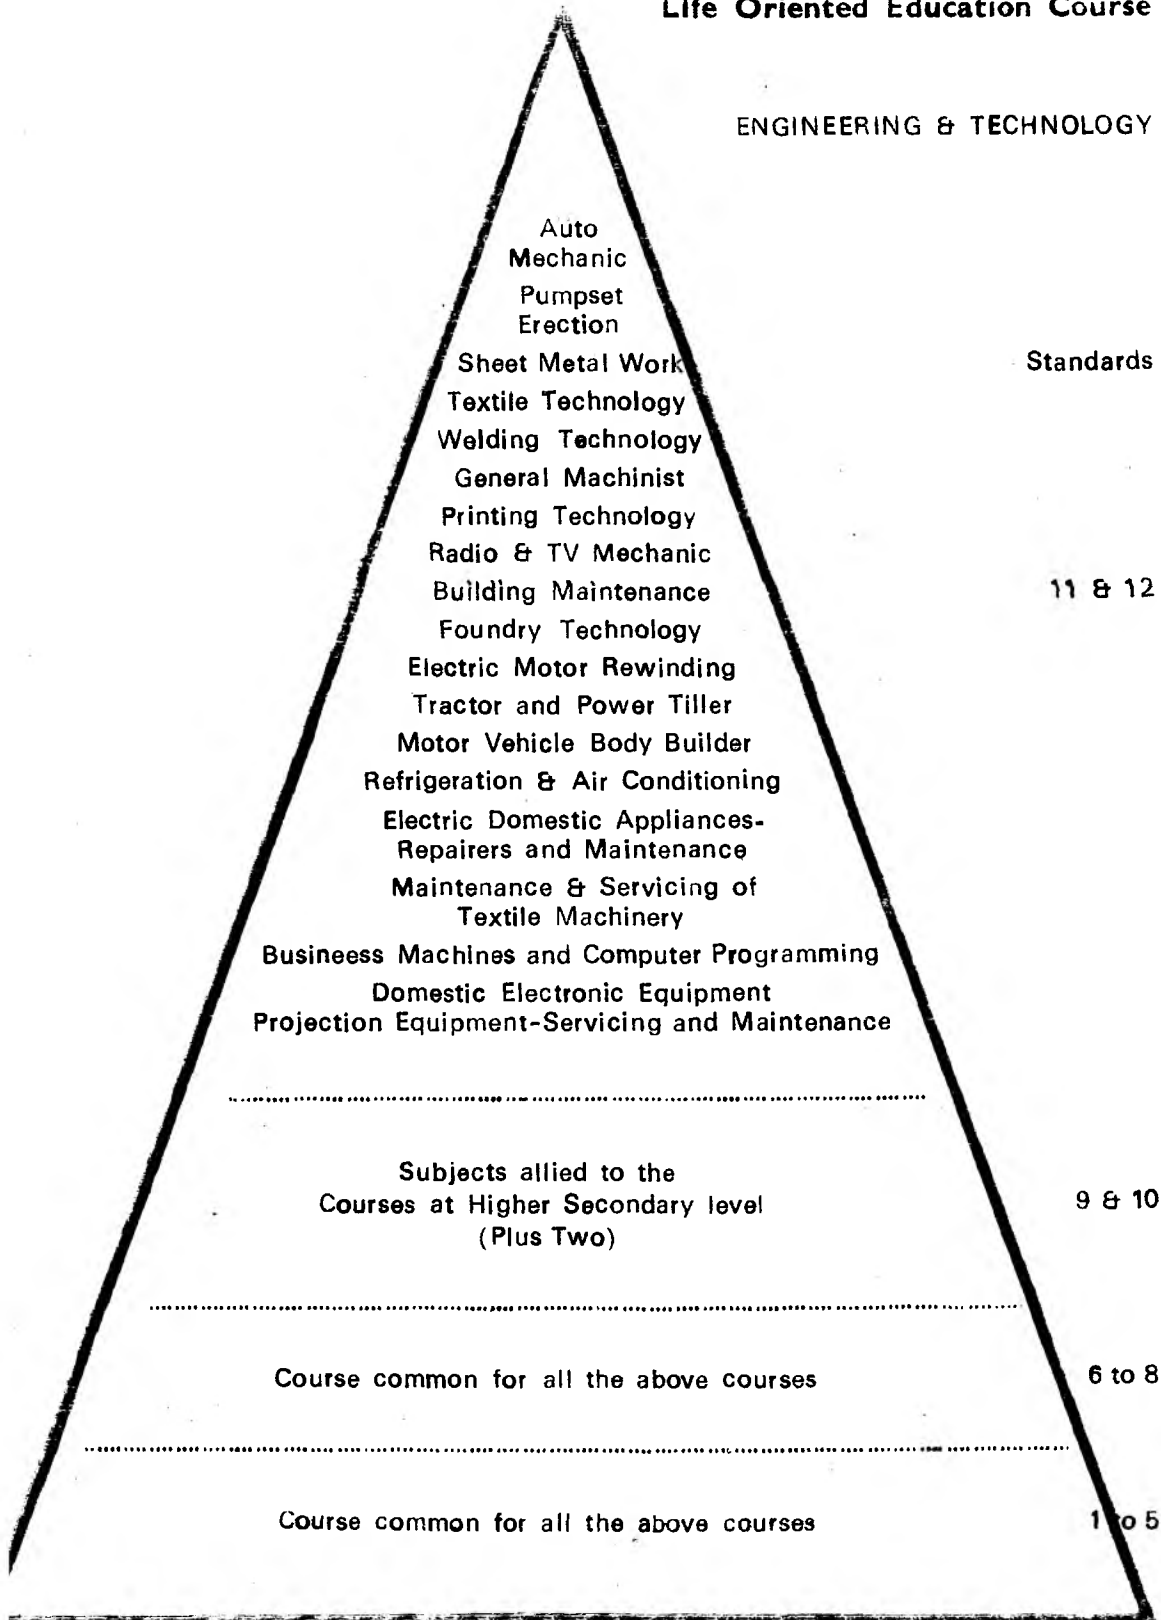 Life Oriented Education Course
ENGINEERING & TECHNOLOGY
Auto
Mechanic
Pumpset
Erection
Sheet Metal Work
Standards
Textile Technology
Welding Technology
General Machinist
Printing Technology
Radio & TV Mechanic
Building Maintenance
11 & 12
Foundry Technology
Electric Motor Rewinding
Tractor and Power Tiller
Motor Vehicle Body Builder
Refrigeration & Air Conditioning
Electric Domestic Appliances-
Repairers and Maintenance
Maintenance & Servicing of
Textile Machinery
Busineess Machines and Computer Programming
Domestic Electronic Equipment
Projection Equipment-Servicing and Maintenance
Subjects allied to the
Courses at Higher Secondary level
9 & 10
(Plus Two)
Course common for all the above courses
6 to 8
Course common for all the above courses
1 to 5